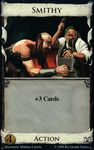 SMITHY
+3 Cards
4
ACTION